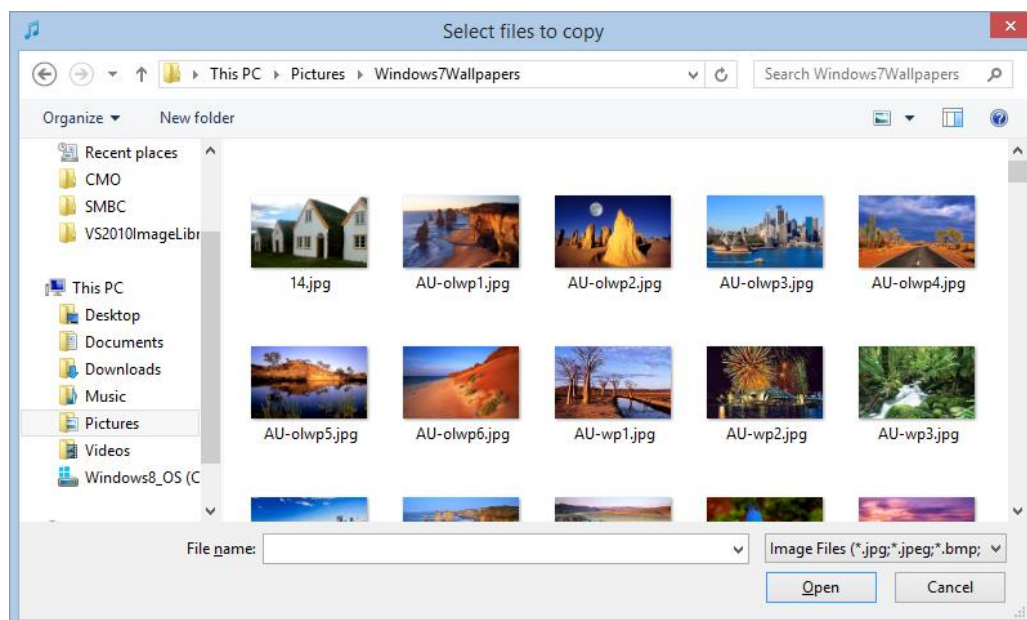 Select files to copy
This PC Pictures Windows7Wallpapers
Search Windows7Wallpapers
Organize New folder
Recent places
CMO
SMBC
VS2010ImageLibr
This PC
Desktop
Documents
Downloads
Music
Pictures
Videos
Windows8_OS (C
14.jpg AU-olwp1.jpg AU-olwp2.jpg AU-olwp3.jpg AU-olwp4.jpg
AU-olwp5.jpg AU-olwp6.jpg AU-wp1.jpg AU-wp2.jpg AU-wp3.jpg
File name: Image Files (*.jpg;*.jpeg;*.bmp;
Open Cancel